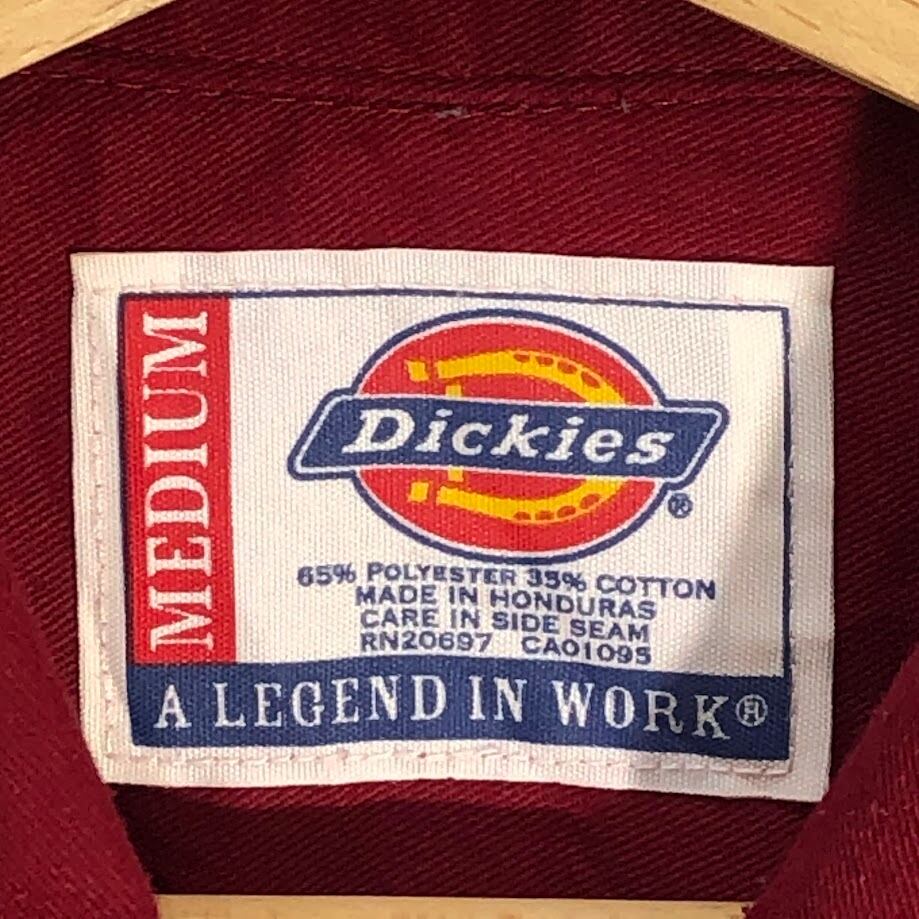 MEDIUM
Dickies®
65% POLYESTER 35% COTTON
MADE IN HONDURAS
CARE IN SIDE SEAM
RN20697 CA01095
A LEGEND IN WORK®